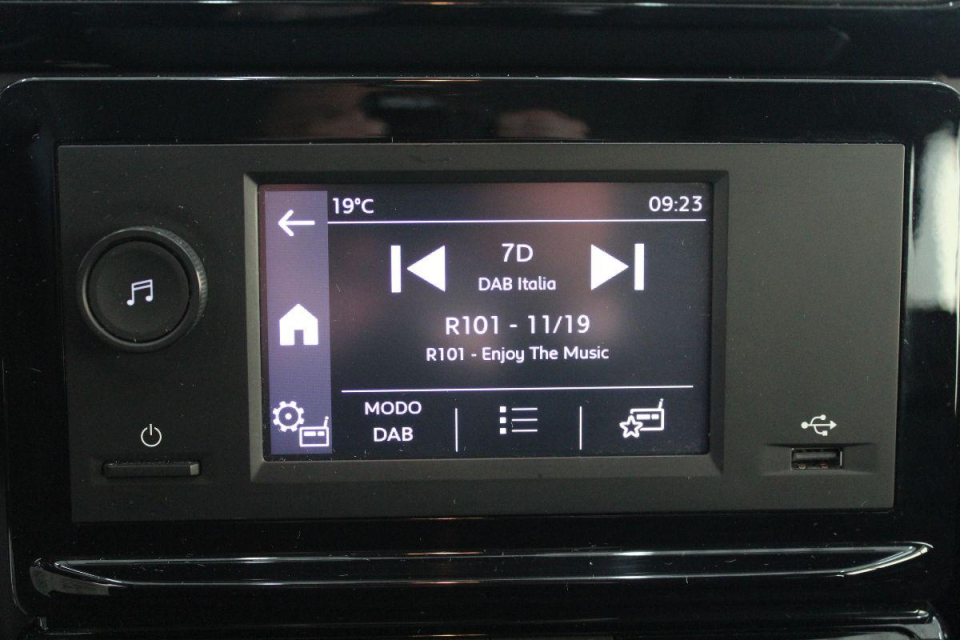 19°C
09:23
7D
DAB Italia
R101 - 11/19
R101 - Enjoy The Music
MODO
DAB